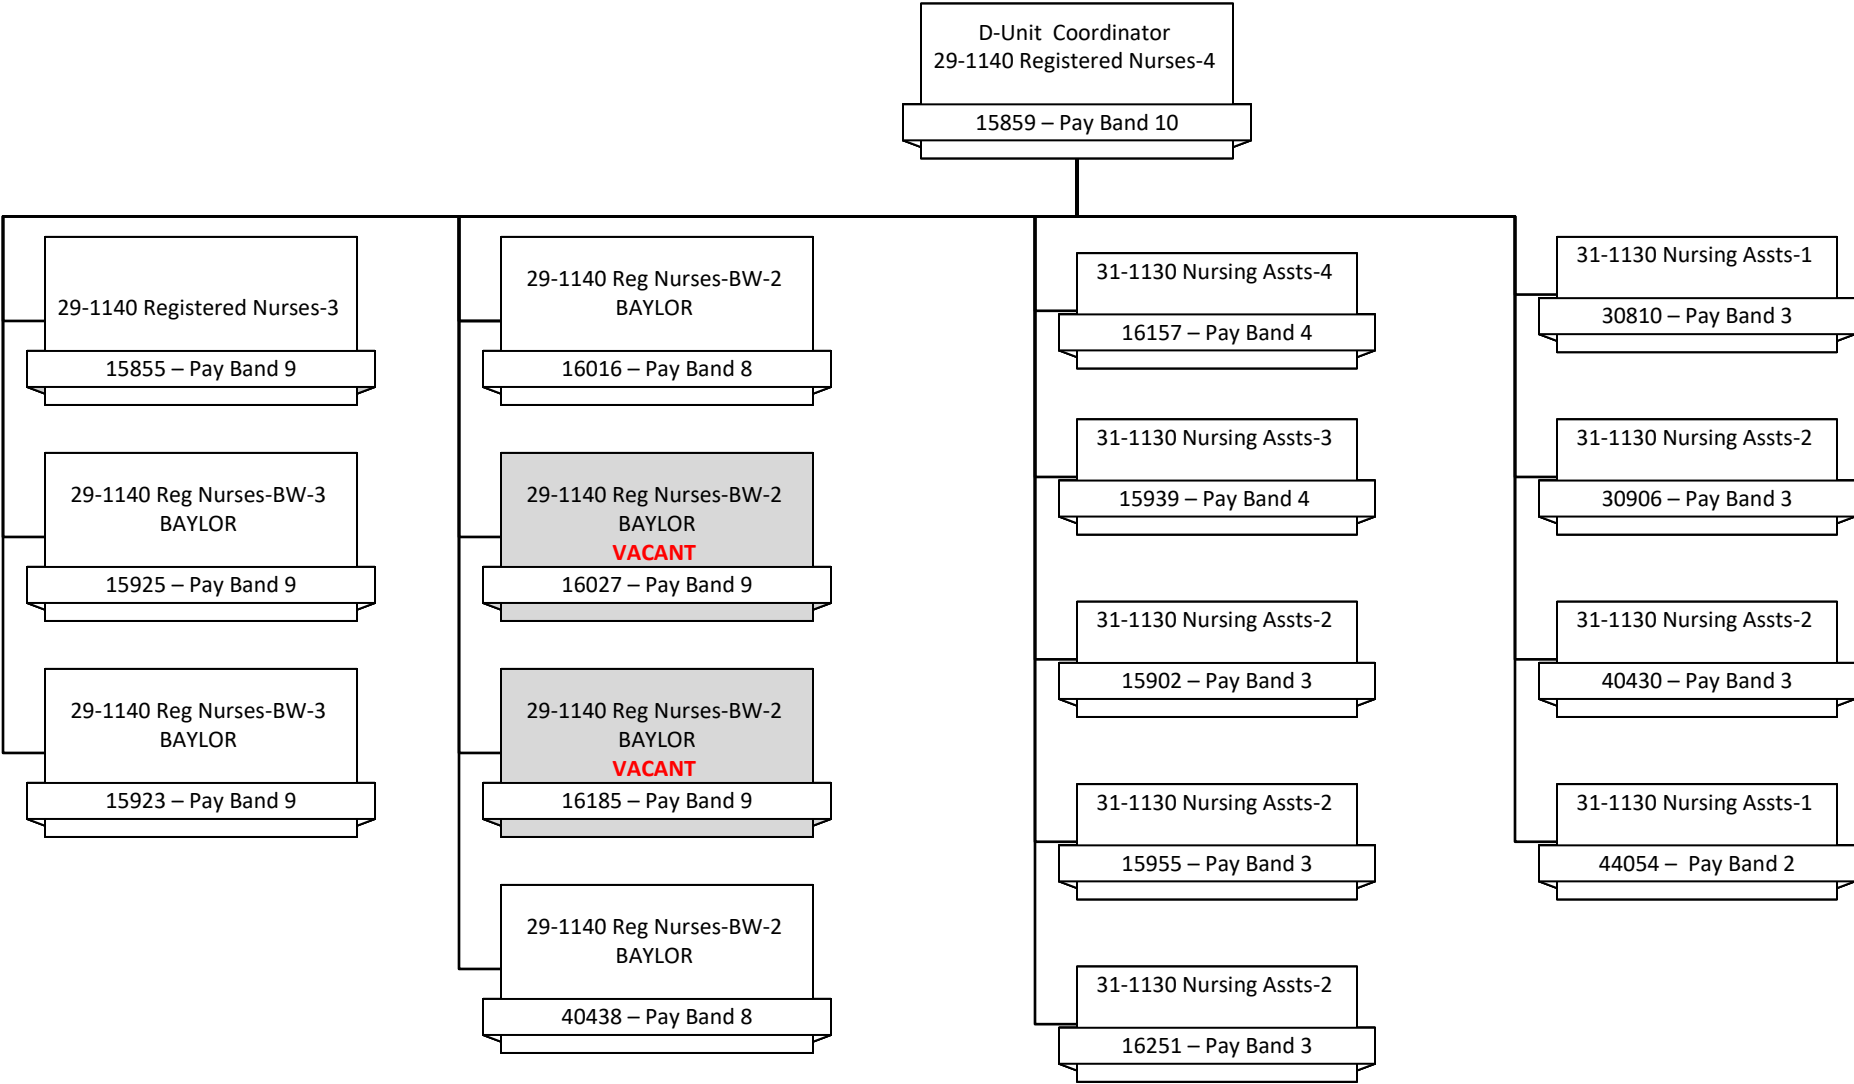 D-Unit  Coordinator
29-1140 Registered Nurses-4
15859 – Pay Band 10
29-1140 Registered Nurses-3
15855 – Pay Band 9
29-1140 Reg Nurses-BW-3
BAYLOR
15925 – Pay Band 9
29-1140 Reg Nurses-BW-3
BAYLOR
15923 – Pay Band 9
29-1140 Reg Nurses-BW-2
BAYLOR
16016 – Pay Band 8
29-1140 Reg Nurses-BW-2
BAYLOR
VACANT
16027 – Pay Band 9
29-1140 Reg Nurses-BW-2
BAYLOR
VACANT
16185 – Pay Band 9
29-1140 Reg Nurses-BW-2
BAYLOR
40438 – Pay Band 8
31-1130 Nursing Assts-4
16157 – Pay Band 4
31-1130 Nursing Assts-3
15939 – Pay Band 4
31-1130 Nursing Assts-2
15902 – Pay Band 3
31-1130 Nursing Assts-2
15955 – Pay Band 3
31-1130 Nursing Assts-2
16251 – Pay Band 3
31-1130 Nursing Assts-1
30810 – Pay Band 3
31-1130 Nursing Assts-2
30906 – Pay Band 3
31-1130 Nursing Assts-2
40430 – Pay Band 3
31-1130 Nursing Assts-1
44054 –  Pay Band 2